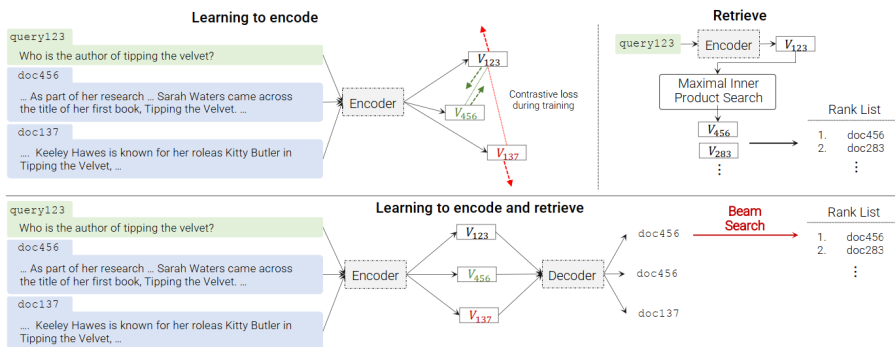 Learning to encode
query123
Who is the author of tipping the velvet?
doc456
... As part of her research ... Sarah Waters came across
the title of her first book, Tipping the Velvet. ...
doc137
.... Keeley Hawes is known for her roleas Kitty Butler in
Tipping the Velvet, ...
Encoder
V123
V456
V137
Contrastive loss
during training
Retrieve
query123
Encoder
V123
Maximal Inner
Product Search
V456
V283
⋮
Rank List
1. doc456
2. doc283
⋮
Learning to encode and retrieve
query123
Who is the author of tipping the velvet?
doc456
... As part of her research ... Sarah Waters came across
the title of her first book, Tipping the Velvet. ...
doc137
.... Keeley Hawes is known for her roleas Kitty Butler in
Tipping the Velvet, ...
Encoder
V123
V456
V137
Decoder
doc456
doc456
doc137
Beam
Search
Rank List
1. doc456
2. doc283
⋮